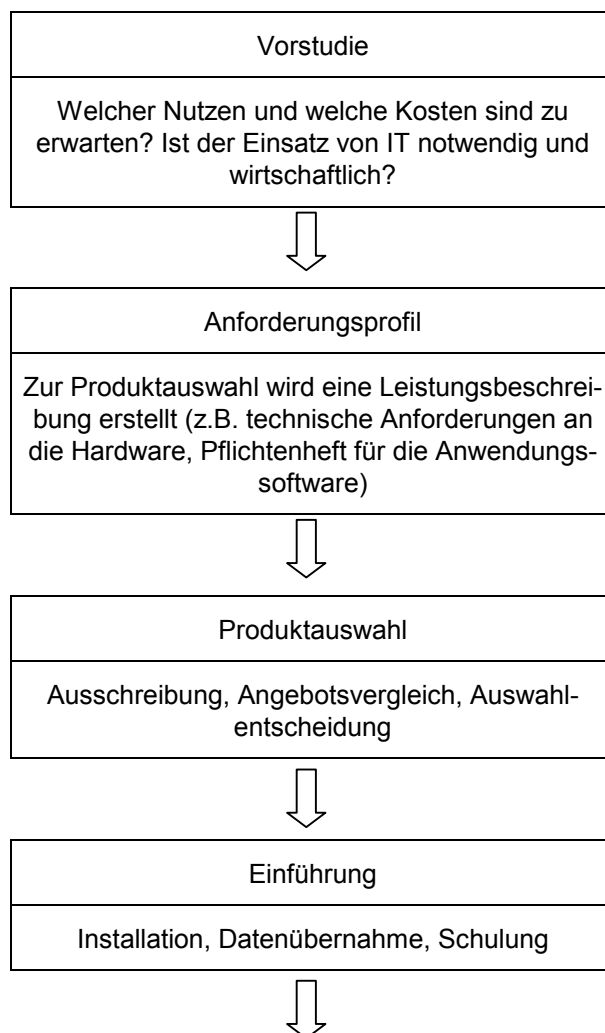 Vorstudie
Welcher Nutzen und welche Kosten sind zu
erwarten? Ist der Einsatz von IT notwendig und
wirtschaftlich?
Anforderungsprofil
Zur Produktauswahl wird eine Leistungsbeschrei-
bung erstellt (z.B. technische Anforderungen an
die Hardware, Pflichtenheft für die Anwendungs-
software)
Produktauswahl
Ausschreibung, Angebotsvergleich, Auswahl-
entscheidung
Einführung
Installation, Datenübernahme, Schulung